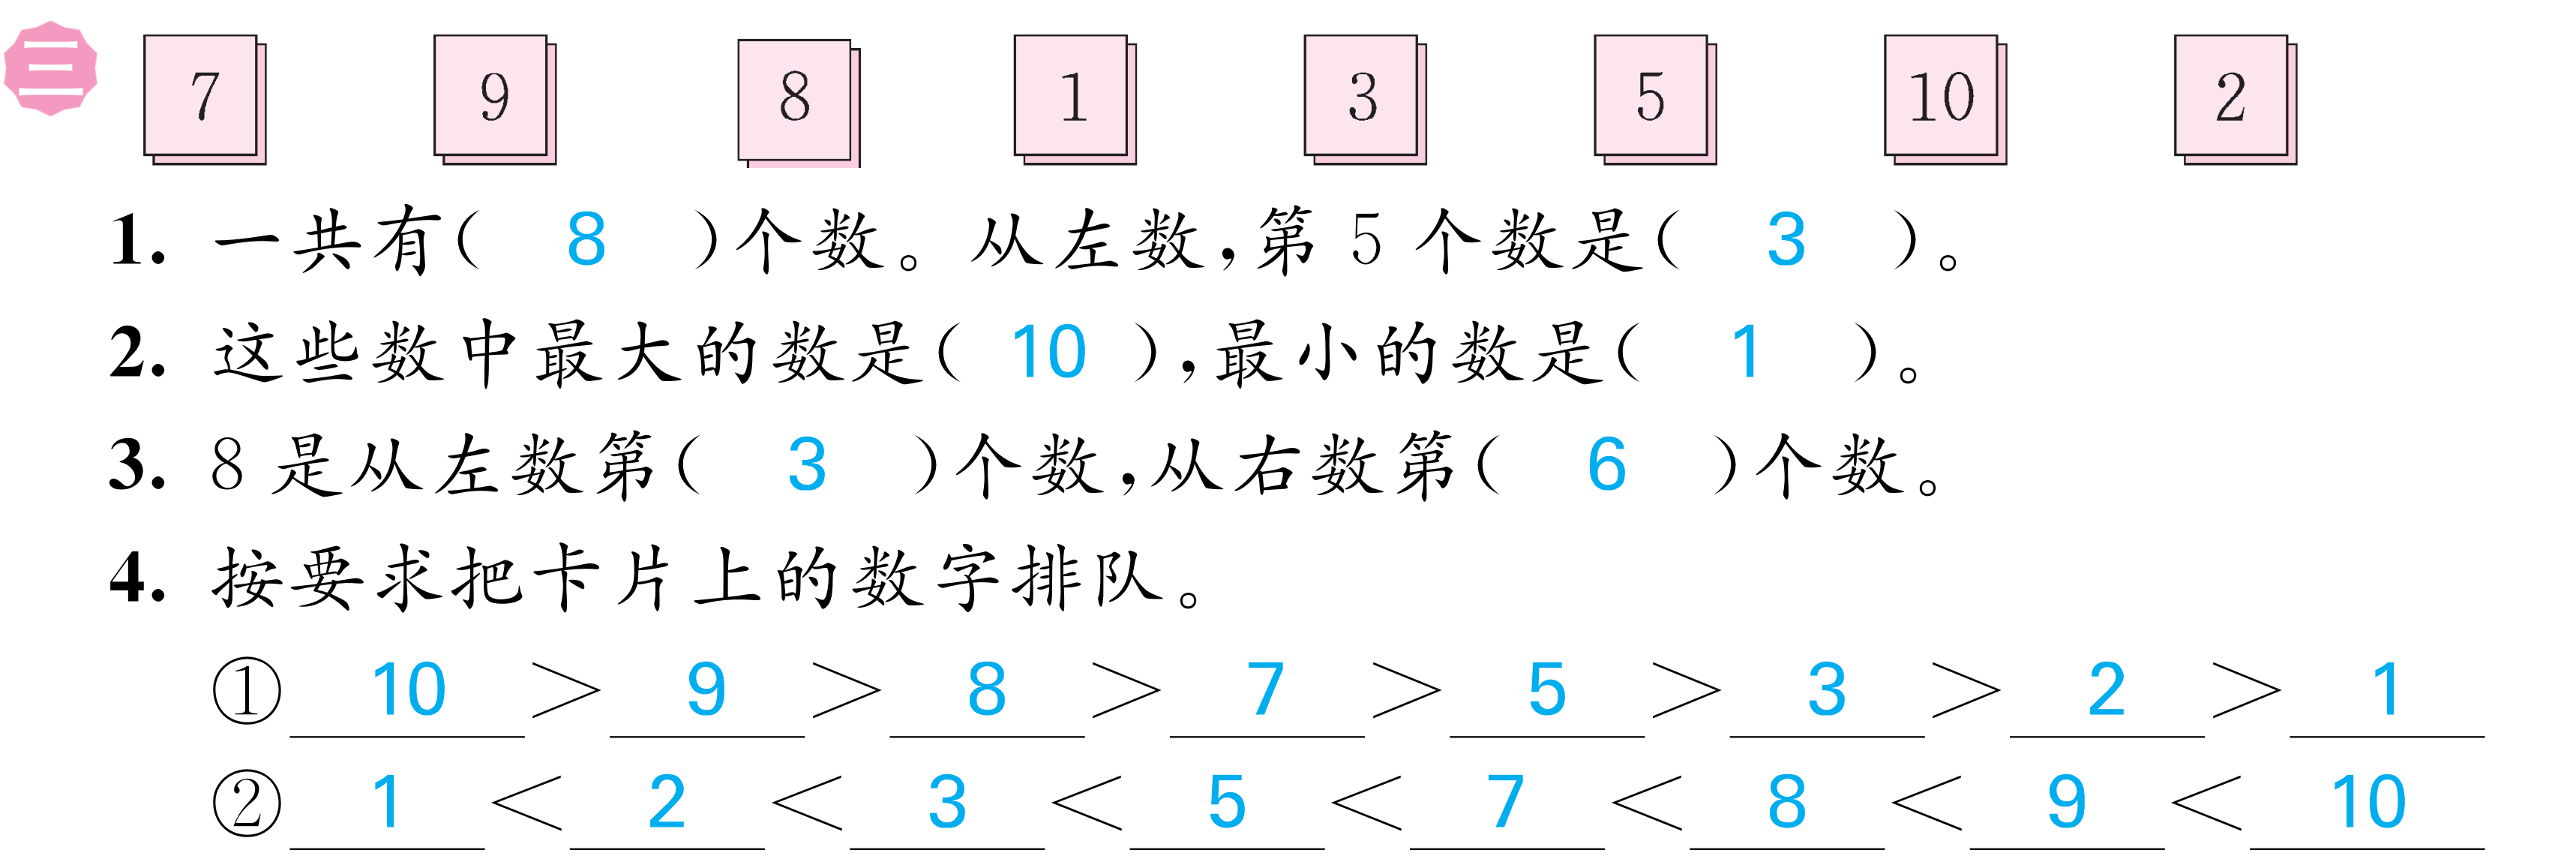 三 7 9 8 1 3 5 10 2
1. 一共有( 8 )个数。从左数,第 5 个数是( 3 )。
2. 这些数中最大的数是( 10 ),最小的数是( 1 )。
3. 8 是从左数第( 3 )个数,从右数第( 6 )个数。
4. 按要求把卡片上的数字排队。
① 10 > 9 > 8 > 7 > 5 > 3 > 2 > 1
② 1 < 2 < 3 < 5 < 7 < 8 < 9 < 10